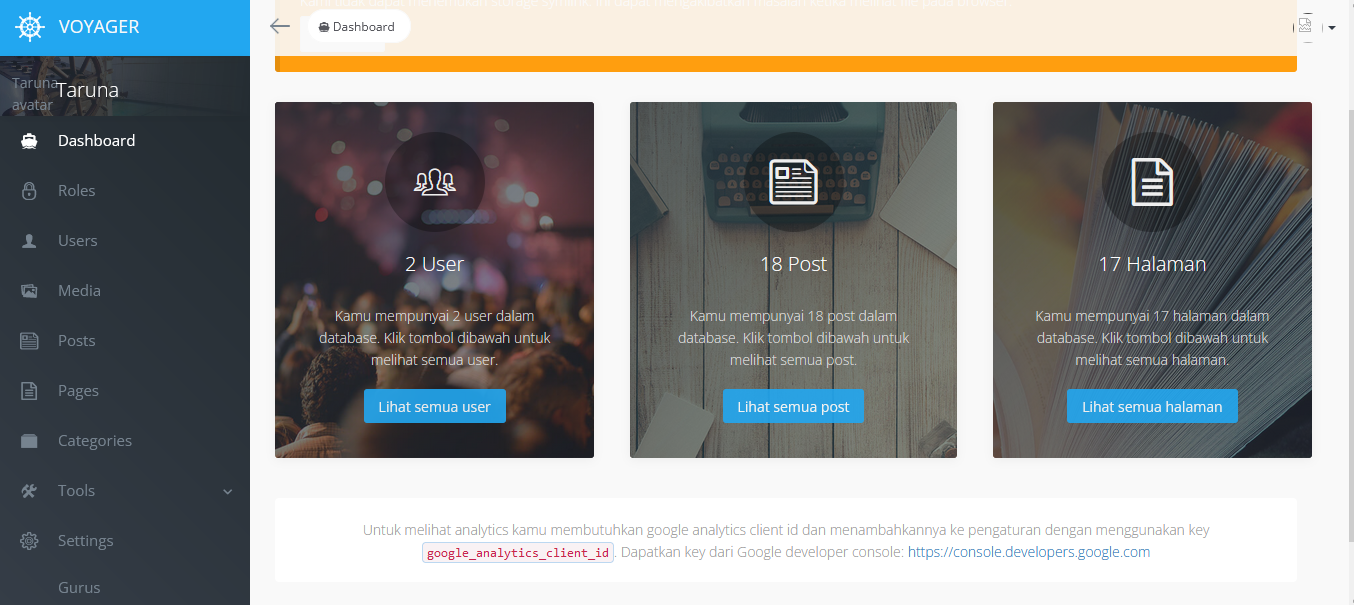 VOYAGER
Dashboard
Kami tidak dapat menemukan storage symlink. Ini dapat mengakibatkan masalah ketika melihat file pada browser
Taruna avatar
Taruna
Dashboard
Roles
Users
Media
Posts
Pages
Categories
Tools
Settings
Gurus
2 User
Kamu mempunyai 2 user dalam
database. Klik tombol dibawah untuk
melihat semua user.
Lihat semua user
18 Post
Kamu mempunyai 18 post dalam
database. Klik tombol dibawah untuk
melihat semua post.
Lihat semua post
17 Halaman
Kamu mempunyai 17 halaman dalam
database. Klik tombol dibawah untuk
melihat semua halaman.
Lihat semua halaman
Untuk melihat analytics kamu membutuhkan google analytics client id dan menambahkannya ke pengaturan dengan menggunakan key
google_analytics_client_id. Dapatkan key dari Google developer console: https://console.developers.google.com